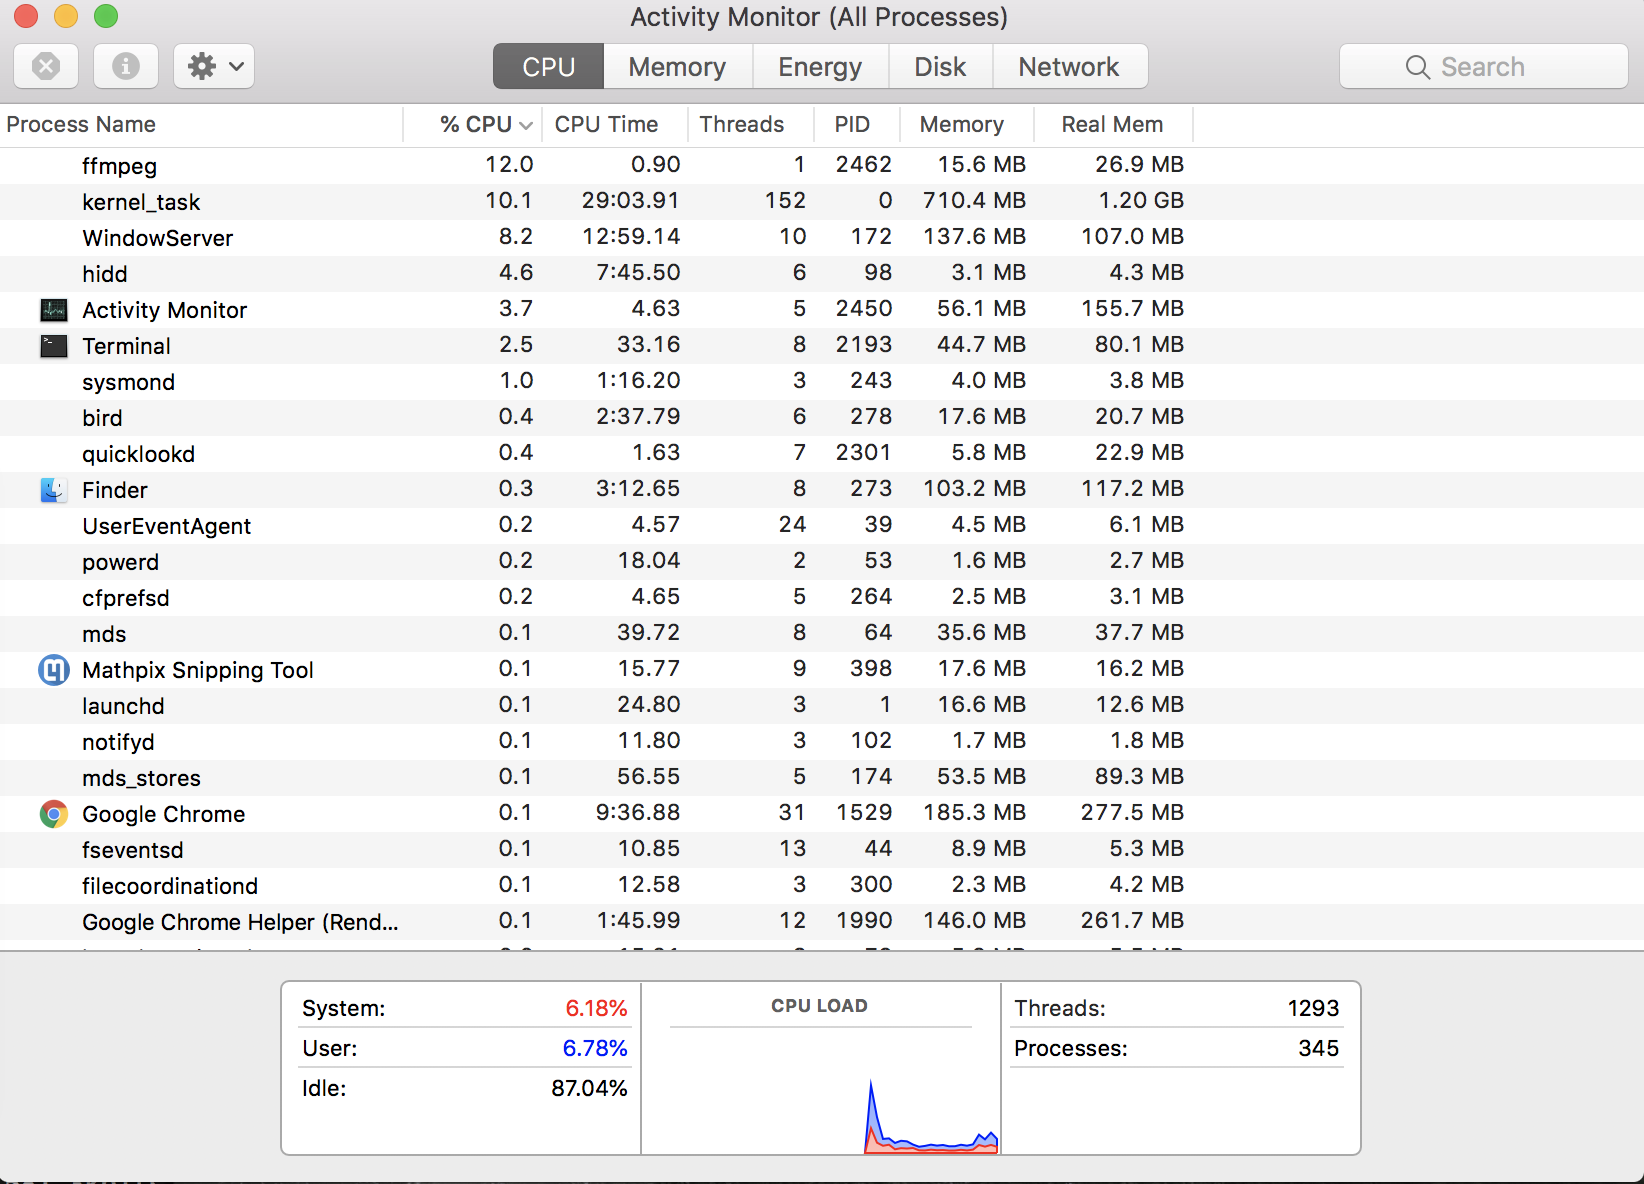 Activity Monitor (All Processes)
CPU Memory Energy Disk Network Search
Process Name % CPU CPU Time Threads PID Memory Real Mem
ffmpeg 12.0 0.90 1 2462 15.6 MB 26.9 MB
kernel_task 10.1 29:03.91 152 0 710.4 MB 1.20 GB
WindowServer 8.2 12:59.14 10 172 137.6 MB 107.0 MB
hidd 4.6 7:45.50 6 98 3.1 MB 4.3 MB
Activity Monitor 3.7 4.63 5 2450 56.1 MB 155.7 MB
Terminal 2.5 33.16 8 2193 44.7 MB 80.1 MB
sysmond 1.0 1:16.20 3 243 4.0 MB 3.8 MB
bird 0.4 2:37.79 6 278 17.6 MB 20.7 MB
quicklookd 0.4 1.63 7 2301 5.8 MB 22.9 MB
Finder 0.3 3:12.65 8 273 103.2 MB 117.2 MB
UserEventAgent 0.2 4.57 24 39 4.5 MB 6.1 MB
powerd 0.2 18.04 2 53 1.6 MB 2.7 MB
cfprefsd 0.2 4.65 5 264 2.5 MB 3.1 MB
mds 0.1 39.72 8 64 35.6 MB 37.7 MB
Mathpix Snipping Tool 0.1 15.77 9 398 17.6 MB 16.2 MB
launchd 0.1 24.80 3 1 16.6 MB 12.6 MB
notifyd 0.1 11.80 3 102 1.7 MB 1.8 MB
mds_stores 0.1 56.55 5 174 53.5 MB 89.3 MB
Google Chrome 0.1 9:36.88 31 1529 185.3 MB 277.5 MB
fseventsd 0.1 10.85 13 44 8.9 MB 5.3 MB
filecoordinationd 0.1 12.58 3 300 2.3 MB 4.2 MB
Google Chrome Helper (Rend... 0.1 1:45.99 12 1990 146.0 MB 261.7 MB
System: 6.18% CPU LOAD Threads: 1293
User: 6.78% Processes: 345
Idle: 87.04%